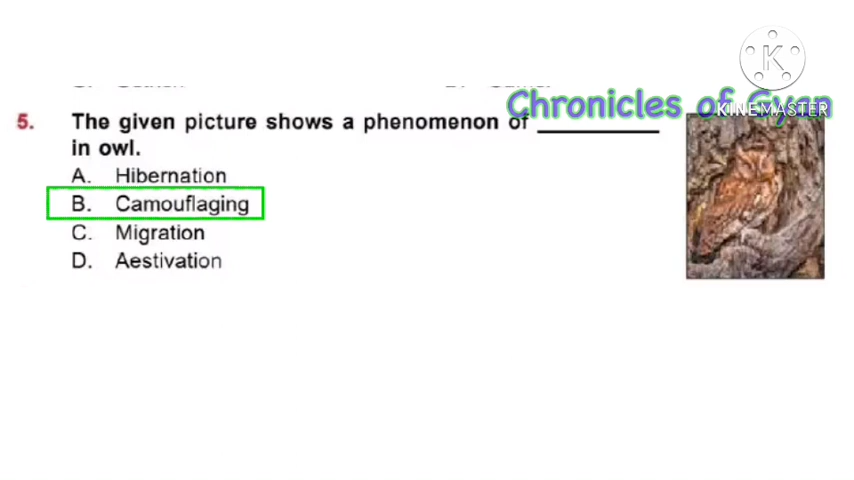 Chronicles of Gyan
K
KINEMASTER
5. The given picture shows a phenomenon of __________
in owl.
A. Hibernation
B. Camouflaging
C. Migration
D. Aestivation